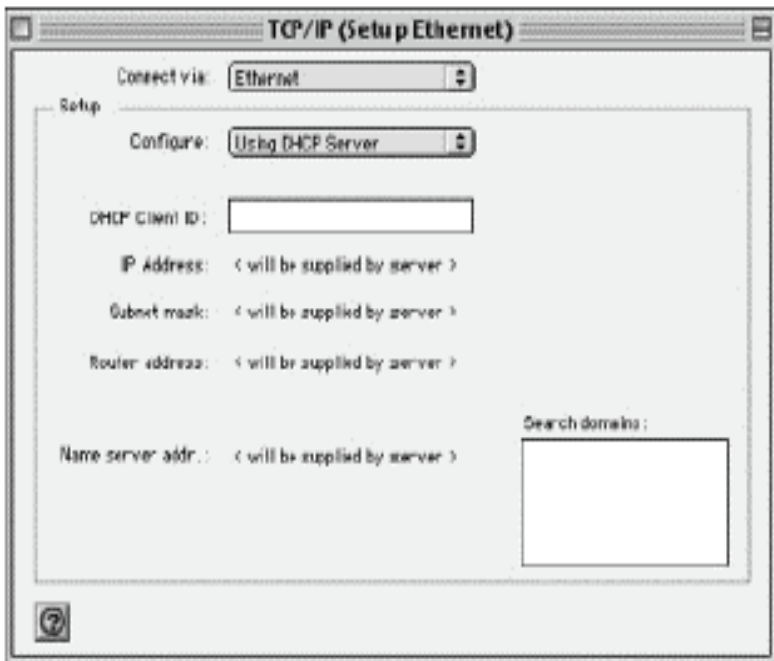 TCP/IP (Setup Ethernet)
Connect via: Ethernet
Setup
Configure: Using DHCP Server
DHCP Client ID:
IP Address: < will be supplied by server >
Subnet mask: < will be supplied by server >
Router address: < will be supplied by server >
Search domains:
Name server addr.: < will be supplied by server >
?